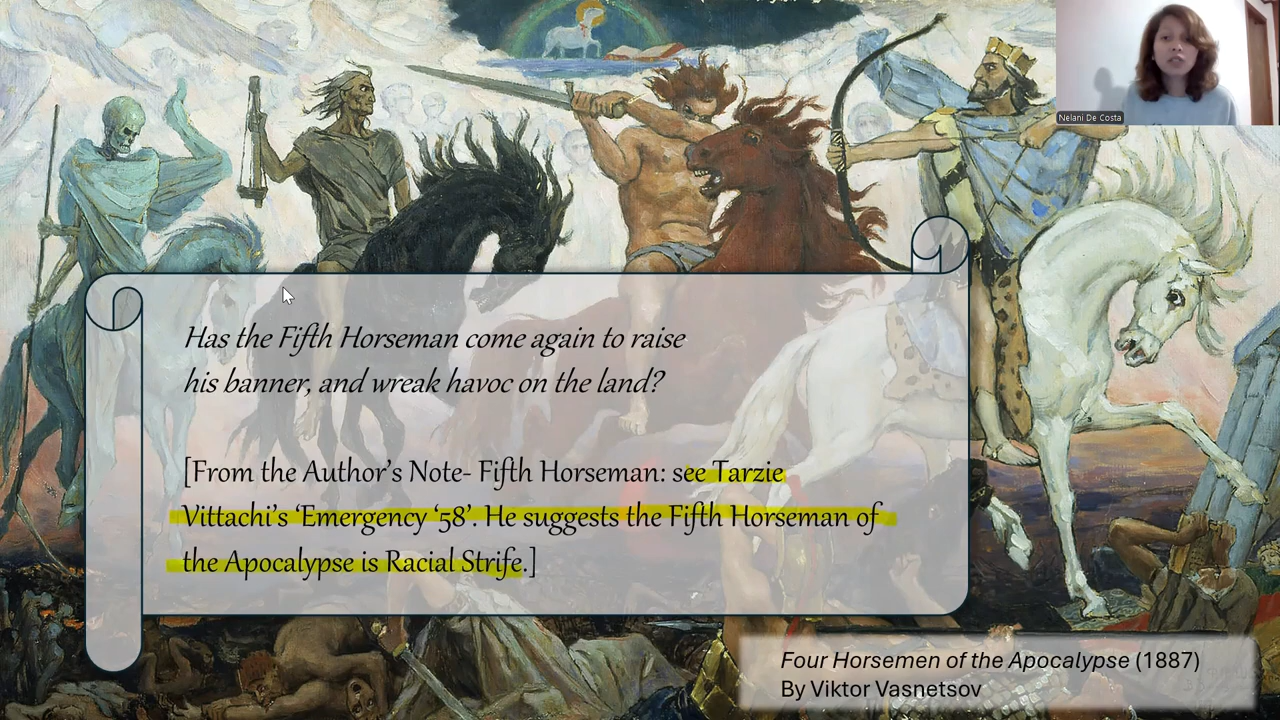 Nelani De Costa
Has the Fifth Horseman come again to raise
his banner, and wreak havoc on the land?
[From the Author’s Note- Fifth Horseman: see Tarzie
Vittachi’s ‘Emergency ‘58’. He suggests the Fifth Horseman of
the Apocalypse is Racial Strife.]
Four Horsemen of the Apocalypse (1887)
By Viktor Vasnetsov